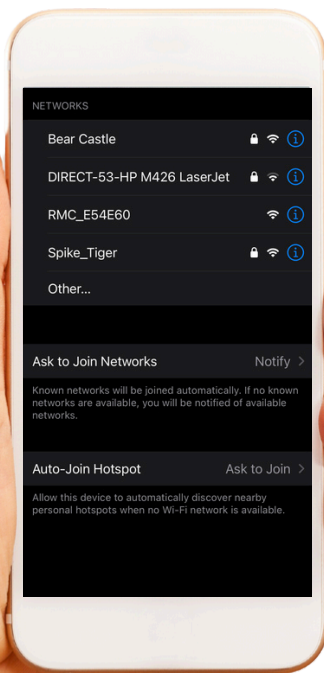 NETWORKS
Bear Castle
DIRECT-53-HP M426 LaserJet
RMC_E54E60
Spike_Tiger
Other...
Ask to Join Networks Notify >
Known networks will be joined automatically. If no known
networks are available, you will be notified of available
networks.
Auto-Join Hotspot Ask to Join >
Allow this device to automatically discover nearby
personal hotspots when no Wi-Fi network is available.